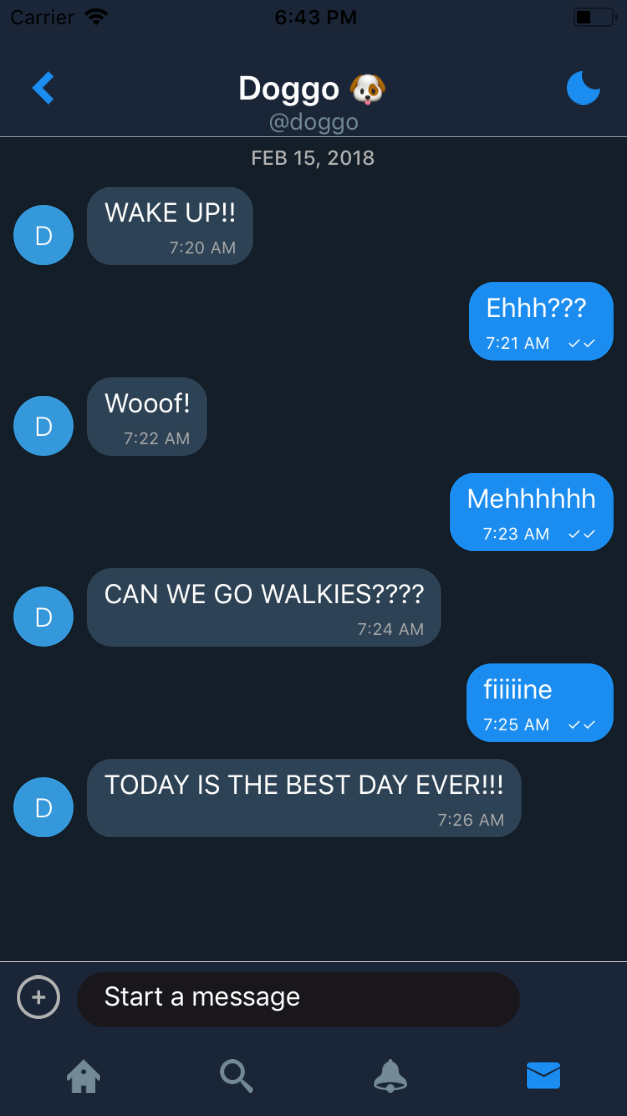 Carrier 6:43 PM
Doggo 🐶
@doggo
FEB 15, 2018
WAKE UP!!
D
7:20 AM
Ehhh???
7:21 AM ✓✓
Wooof!
D
7:22 AM
Mehhhhhh
7:23 AM ✓✓
CAN WE GO WALKIES????
D
7:24 AM
fiiiiine
7:25 AM ✓✓
TODAY IS THE BEST DAY EVER!!!
D
7:26 AM
Start a message